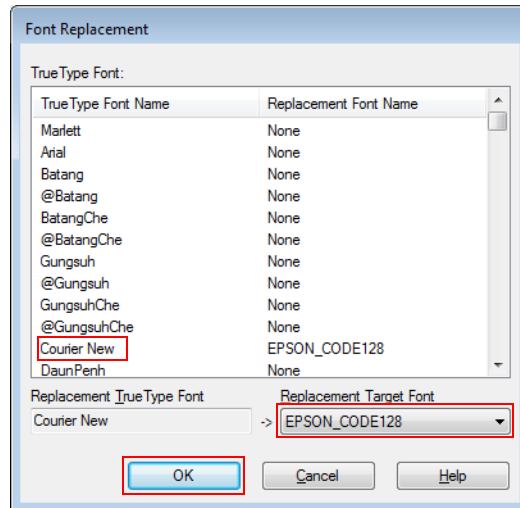 Font Replacement
TrueType Font:
TrueType Font Name Replacement Font Name
Marlett None
Arial None
Batang None
@Batang None
BatangChe None
@BatangChe None
Gungsuh None
@Gungsuh None
GungsuhChe None
@GungsuhChe None
Courier New EPSON_CODE128
DaunPenh None
Replacement TrueType Font Replacement Target Font
Courier New -> EPSON_CODE128
OK Cancel Help